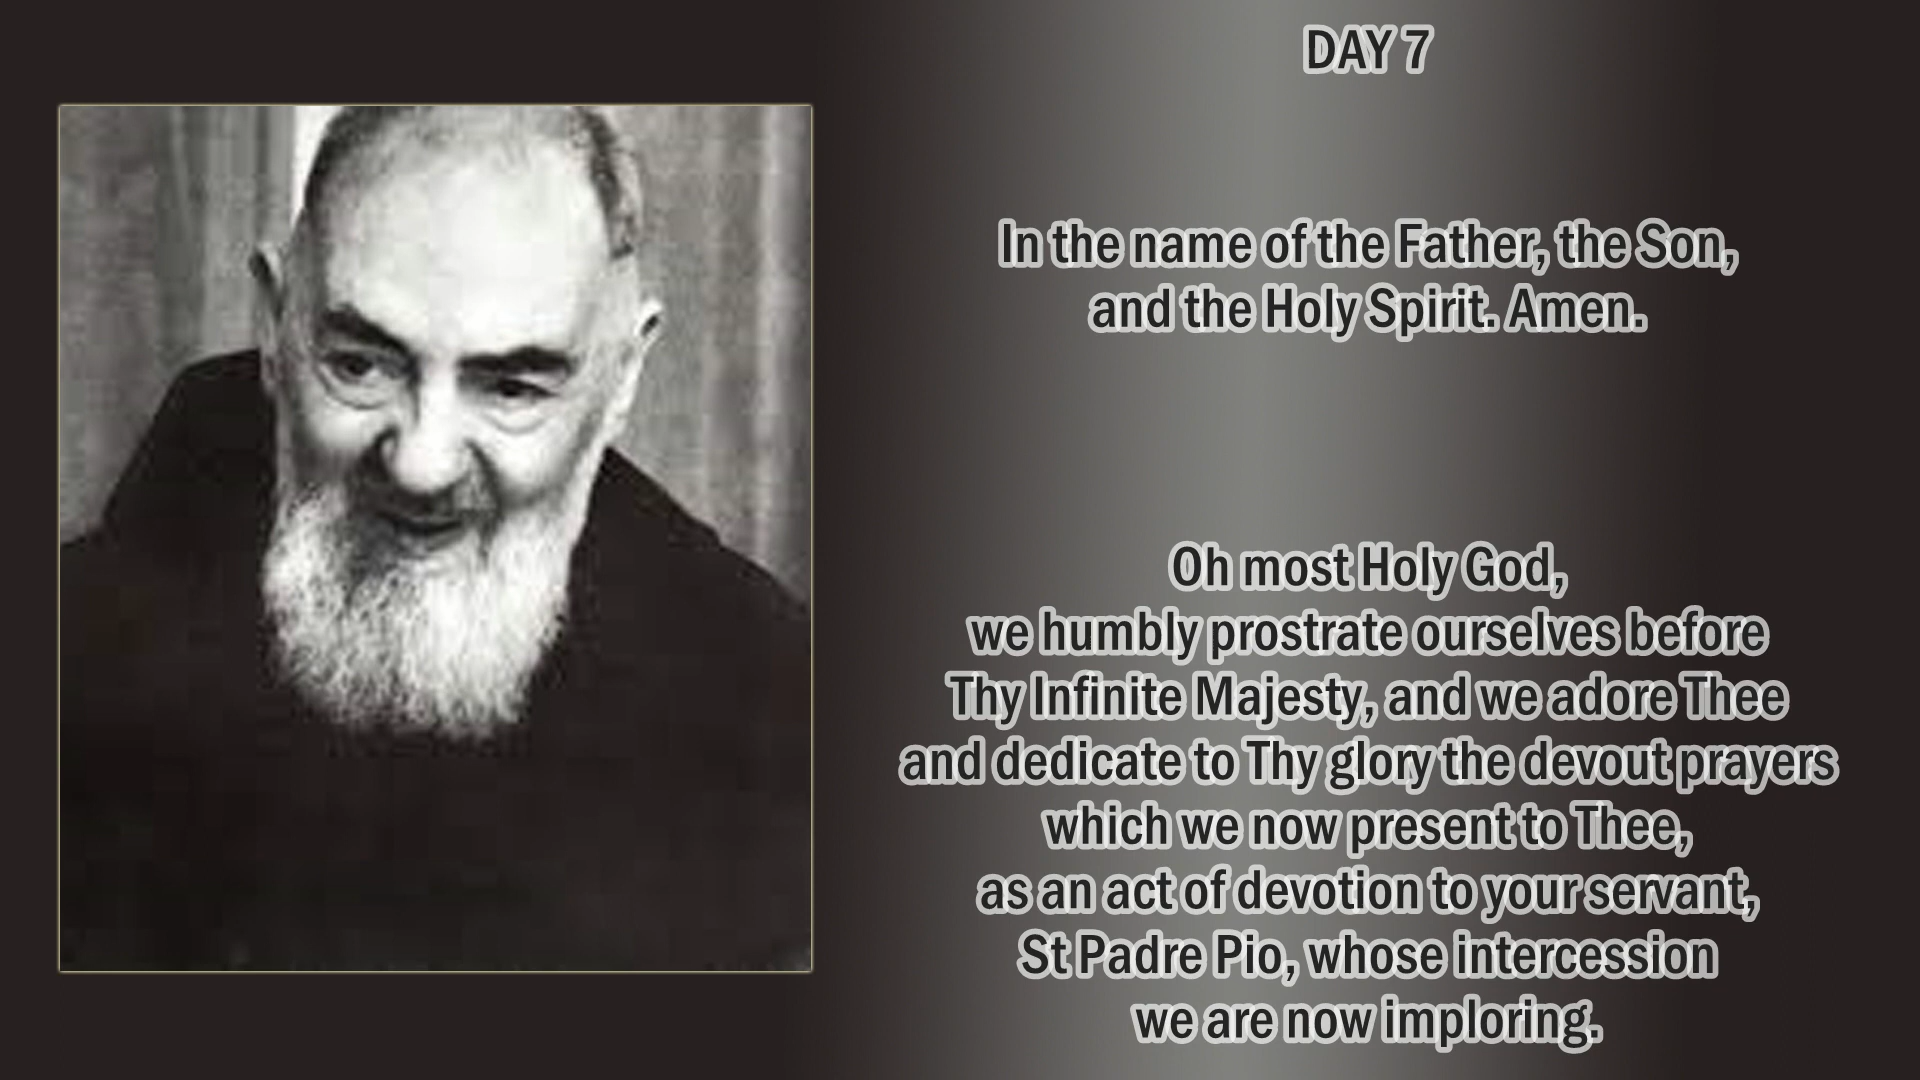 DAY 7
In the name of the Father, the Son,
and the Holy Spirit. Amen.
Oh most Holy God,
we humbly prostrate ourselves before
Thy Infinite Majesty, and we adore Thee
and dedicate to Thy glory the devout prayers
which we now present to Thee,
as an act of devotion to your servant,
St Padre Pio, whose intercession
we are now imploring.